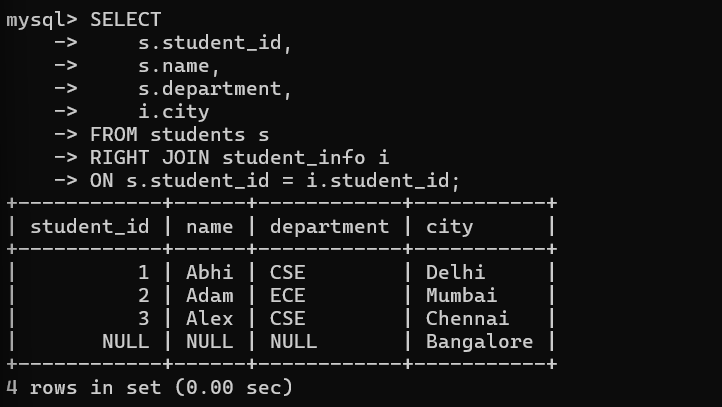 mysql> SELECT
    ->     s.student_id,
    ->     s.name,
    ->     s.department,
    ->     i.city
    -> FROM students s
    -> RIGHT JOIN student_info i
    -> ON s.student_id = i.student_id;
+------------+------+------------+-----------+
| student_id | name | department | city      |
+------------+------+------------+-----------+
|          1 | Abhi | CSE        | Delhi     |
|          2 | Adam | ECE        | Mumbai    |
|          3 | Alex | CSE        | Chennai   |
|       NULL | NULL | NULL       | Bangalore |
+------------+------+------------+-----------+
4 rows in set (0.00 sec)